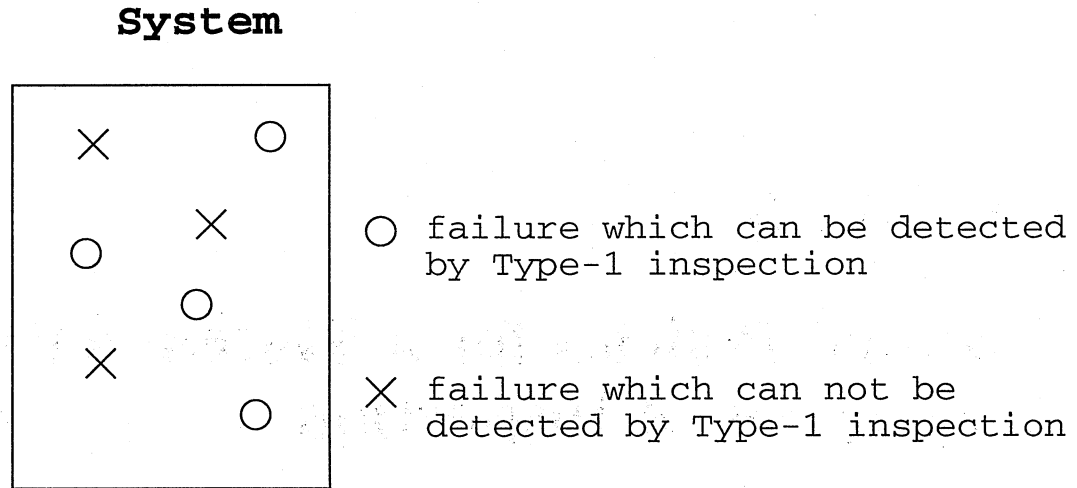 System
failure which can be detected
by Type-1 inspection
failure which can not be
detected by Type-1 inspection